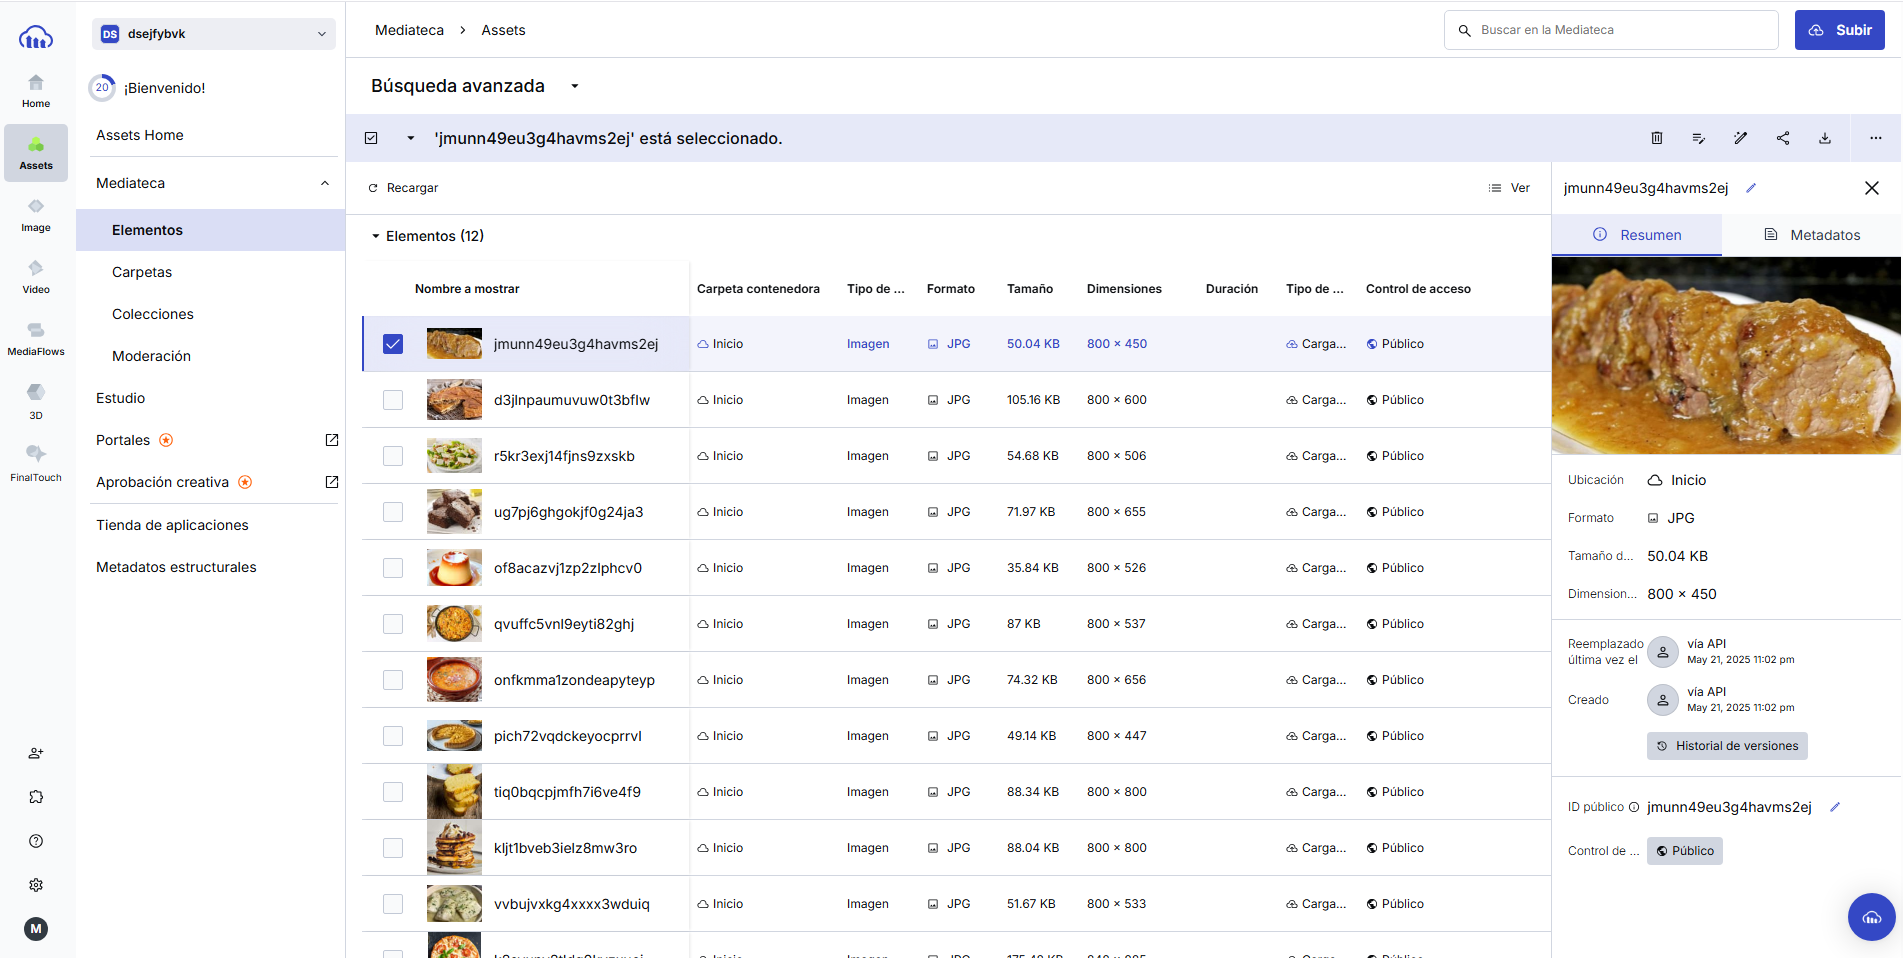 DS dsejfybvk
Mediateca > Assets
Buscar en la Mediateca
Subir
Home
Assets
Image
Video
MediaFlows
3D
FinalTouch
M
20 ¡Bienvenido!
Assets Home
Mediateca
Elementos
Carpetas
Colecciones
Moderación
Estudio
Portales
Aprobación creativa
Tienda de aplicaciones
Metadatos estructurales
Búsqueda avanzada
'jmunn49eu3g4havms2ej' está seleccionado.
Recargar
Ver
Elementos (12)
Nombre a mostrar Carpeta contenedora Tipo de ... Formato Tamaño Dimensiones Duración Tipo de ... Control de acceso
jmunn49eu3g4havms2ej Inicio Imagen JPG 50.04 KB 800 × 450 Carga... Público
d3jlnpaumuvuw0t3bflw Inicio Imagen JPG 105.16 KB 800 × 600 Carga... Público
r5kr3exj14fjns9zxskb Inicio Imagen JPG 54.68 KB 800 × 506 Carga... Público
ug7pj6ghgokjf0g24ja3 Inicio Imagen JPG 71.97 KB 800 × 655 Carga... Público
of8acazvj1zp2zlphcv0 Inicio Imagen JPG 35.84 KB 800 × 526 Carga... Público
qvuffc5vnl9eyti82ghj Inicio Imagen JPG 87 KB 800 × 537 Carga... Público
onfkmma1zondeapyteyp Inicio Imagen JPG 74.32 KB 800 × 656 Carga... Público
pich72vqdckeyocprrvl Inicio Imagen JPG 49.14 KB 800 × 447 Carga... Público
tiq0bqcpjmfh7i6ve4f9 Inicio Imagen JPG 88.34 KB 800 × 800 Carga... Público
kljt1bveb3ielz8mw3ro Inicio Imagen JPG 88.04 KB 800 × 800 Carga... Público
vvbujvxkg4xxxx3wduiq Inicio Imagen JPG 51.67 KB 800 × 533 Carga... Público
jmunn49eu3g4havms2ej
Resumen
Metadatos
Ubicación Inicio
Formato JPG
Tamaño d... 50.04 KB
Dimension... 800 × 450
Reemplazado última vez el
vía API
May 21, 2025 11:02 pm
Creado
vía API
May 21, 2025 11:02 pm
Historial de versiones
ID público jmunn49eu3g4havms2ej
Control de ... Público